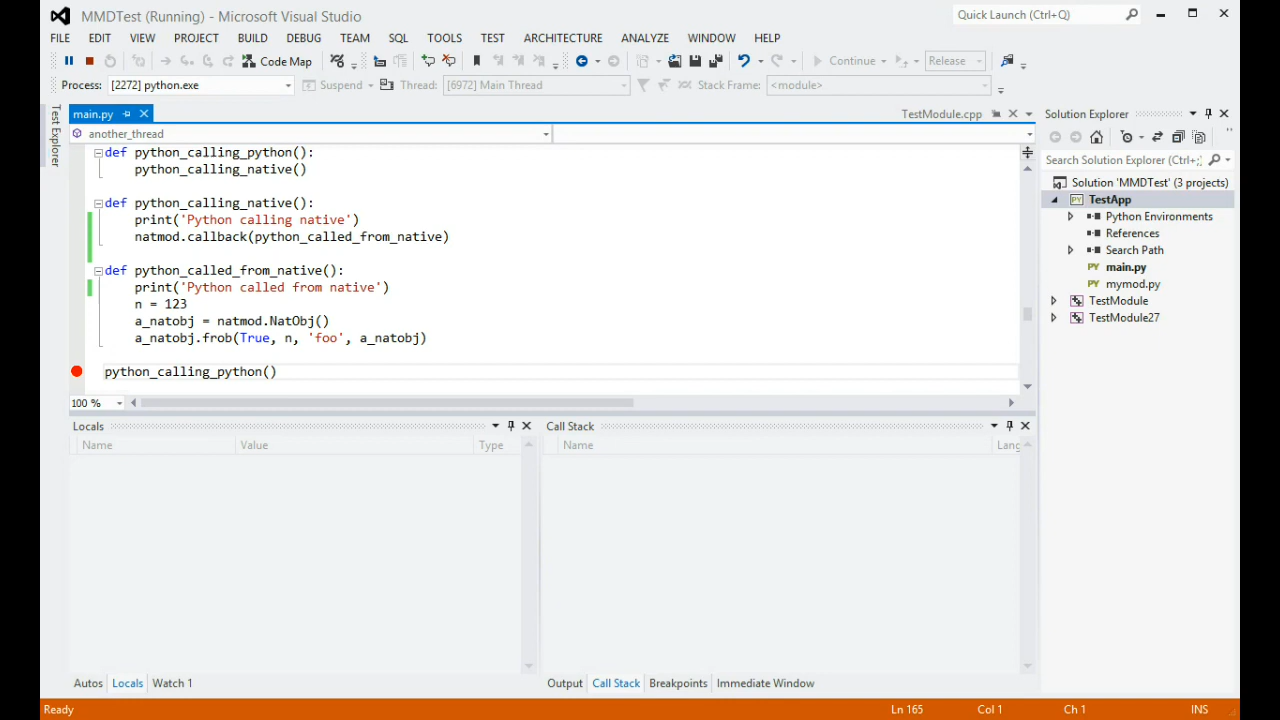 MMDTest (Running) - Microsoft Visual Studio
Quick Launch (Ctrl+Q)
FILE EDIT VIEW PROJECT BUILD DEBUG TEAM SQL TOOLS TEST ARCHITECTURE ANALYZE WINDOW HELP
Code Map Continue Release
Process: [2272] python.exe Suspend Thread: [6972] Main Thread Stack Frame: <module>
Test Explorer
main.py TestModule.cpp
another_thread
def python_calling_python():
python_calling_native()
def python_calling_native():
print('Python calling native')
natmod.callback(python_called_from_native)
def python_called_from_native():
print('Python called from native')
n = 123
a_natobj = natmod.NatObj()
a_natobj.frob(True, n, 'foo', a_natobj)
python_calling_python()
100 %
Solution Explorer
Search Solution Explorer (Ctrl+;
Solution 'MMDTest' (3 projects)
TestApp
Python Environments
References
Search Path
main.py
mymod.py
TestModule
TestModule27
Locals
Name Value Type
Call Stack
Name Lang
Autos Locals Watch 1
Output Call Stack Breakpoints Immediate Window
Ready Ln 165 Col 1 Ch 1 INS